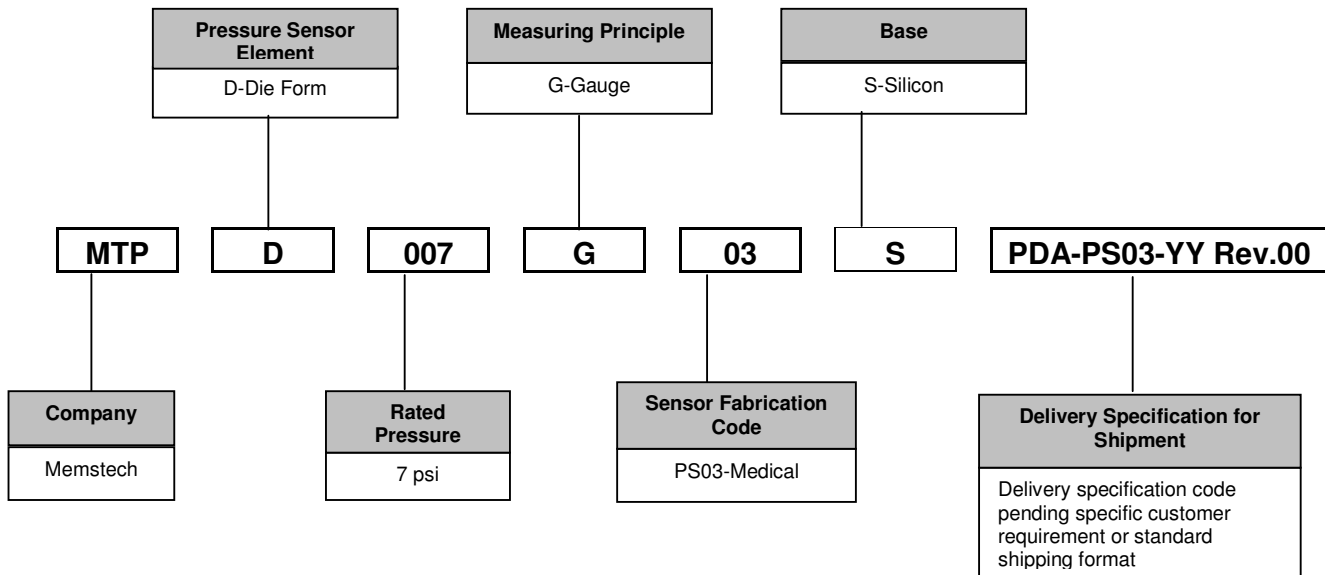 Pressure Sensor
Element
D-Die Form
Measuring Principle
G-Gauge
Base
S-Silicon
MTP
D
007
G
03
S
PDA-PS03-YY Rev.00
Company
Memstech
Rated
Pressure
7 psi
Sensor Fabrication
Code
PS03-Medical
Delivery Specification for
Shipment
Delivery specification code
pending specific customer
requirement or standard
shipping format